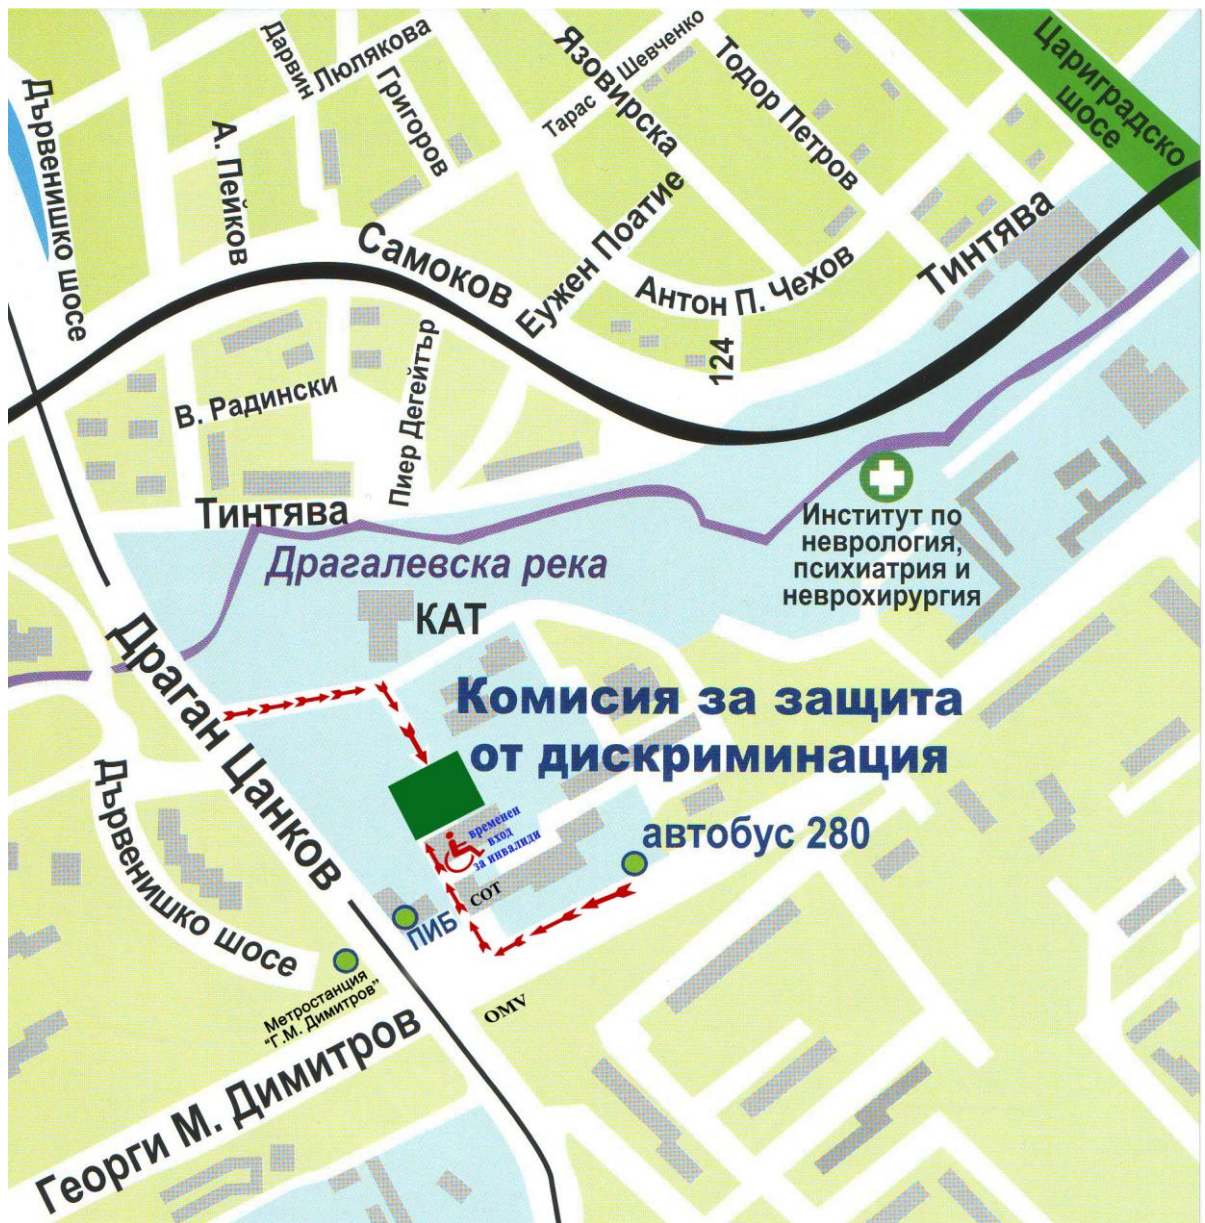 Дарвин
Люлякова
Григоров
Язовирска
Тарас Шевченко
Тодор Петров
Цариградско
шосе
Дървенишко шосе
А. Пейков
Самоков
Еужен Поатие
Антон П. Чехов
Тинтява
124
В. Радински
Пиер Дегейтър
Тинтява
Драгалевска река
Институт по
неврология,
психиатрия и
неврохирургия
КАТ
Драган Цанков
Комисия за защита
от дискриминация
Дървенишко шосе
временен
вход
за инвалиди
автобус 280
СОТ
ПИБ
Метростанция
"Г.М. Димитров"
OMV
Георги М. Димитров